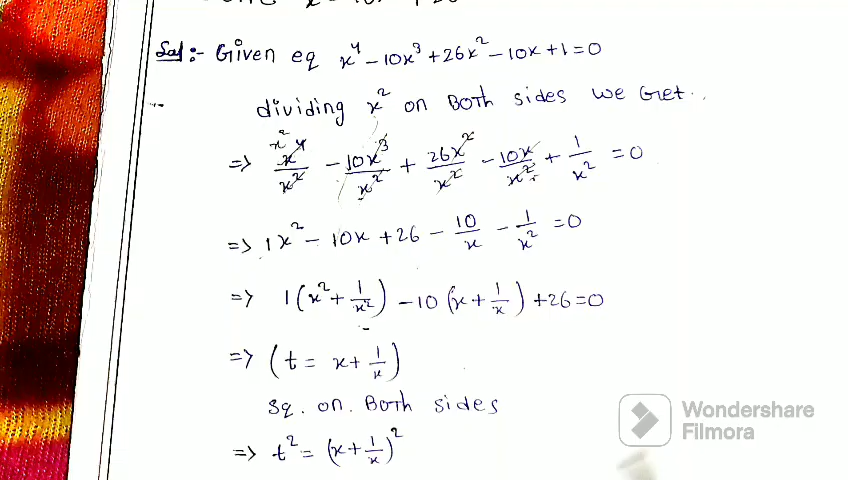 Sol :- Given eq x⁴ - 10x³ + 26x² - 10x + 1 = 0
dividing x² on Both sides we Get..
=> x⁴/x² - 10x³/x² + 26x²/x² - 10x/x² + 1/x² = 0
=> 1x² - 10x + 26 - 10/x - 1/x² = 0
=> 1(x² + 1/x²) - 10(x + 1/x) + 26 = 0
=> (t = x + 1/x)
sq. on. Both sides
=> t² = (x + 1/x)²
Wondershare
Filmora